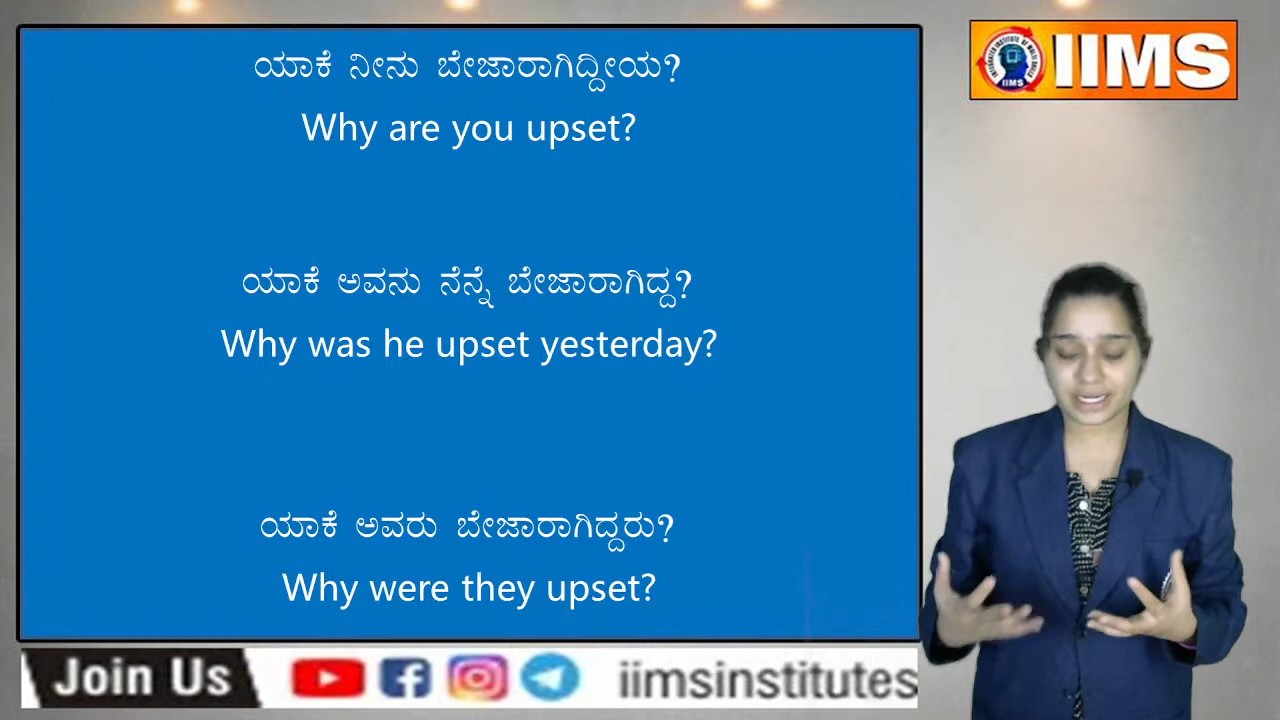 ಯಾಕೆ ನೀನು ಬೇಜಾರಾಗಿದ್ದೀಯ?
Why are you upset?
ಯಾಕೆ ಅವನು ನೆನ್ನೆ ಬೇಜಾರಾಗಿದ್ದ?
Why was he upset yesterday?
ಯಾಕೆ ಅವರು ಬೇಜಾರಾಗಿದ್ದರು?
Why were they upset?
IIMS
IIMS
Join Us
iimsinstitutes